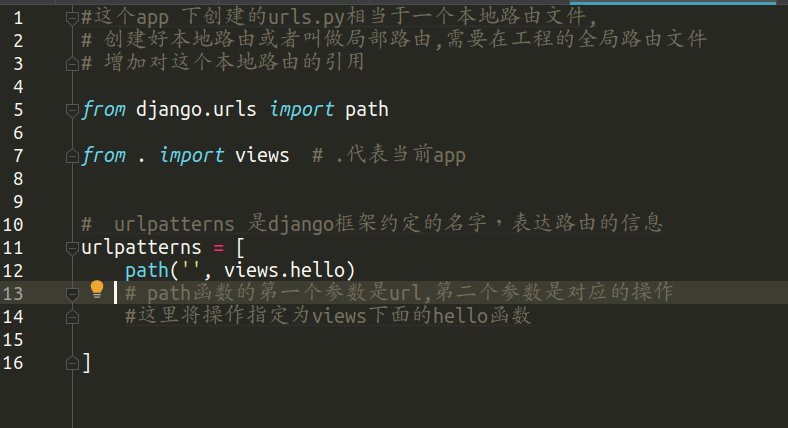 1 #这个app 下创建的urls.py相当于一个本地路由文件,
2 # 创建好本地路由或者叫做局部路由,需要在工程的全局路由文件
3 # 增加对这个本地路由的引用
4
5 from django.urls import path
6
7 from . import views # .代表当前app
8
9
10 # urlpatterns 是django框架约定的名字，表达路由的信息
11 urlpatterns = [
12 path('', views.hello)
13 # path函数的第一个参数是url,第二个参数是对应的操作
14 #这里将操作指定为views下面的hello函数
15
16 ]